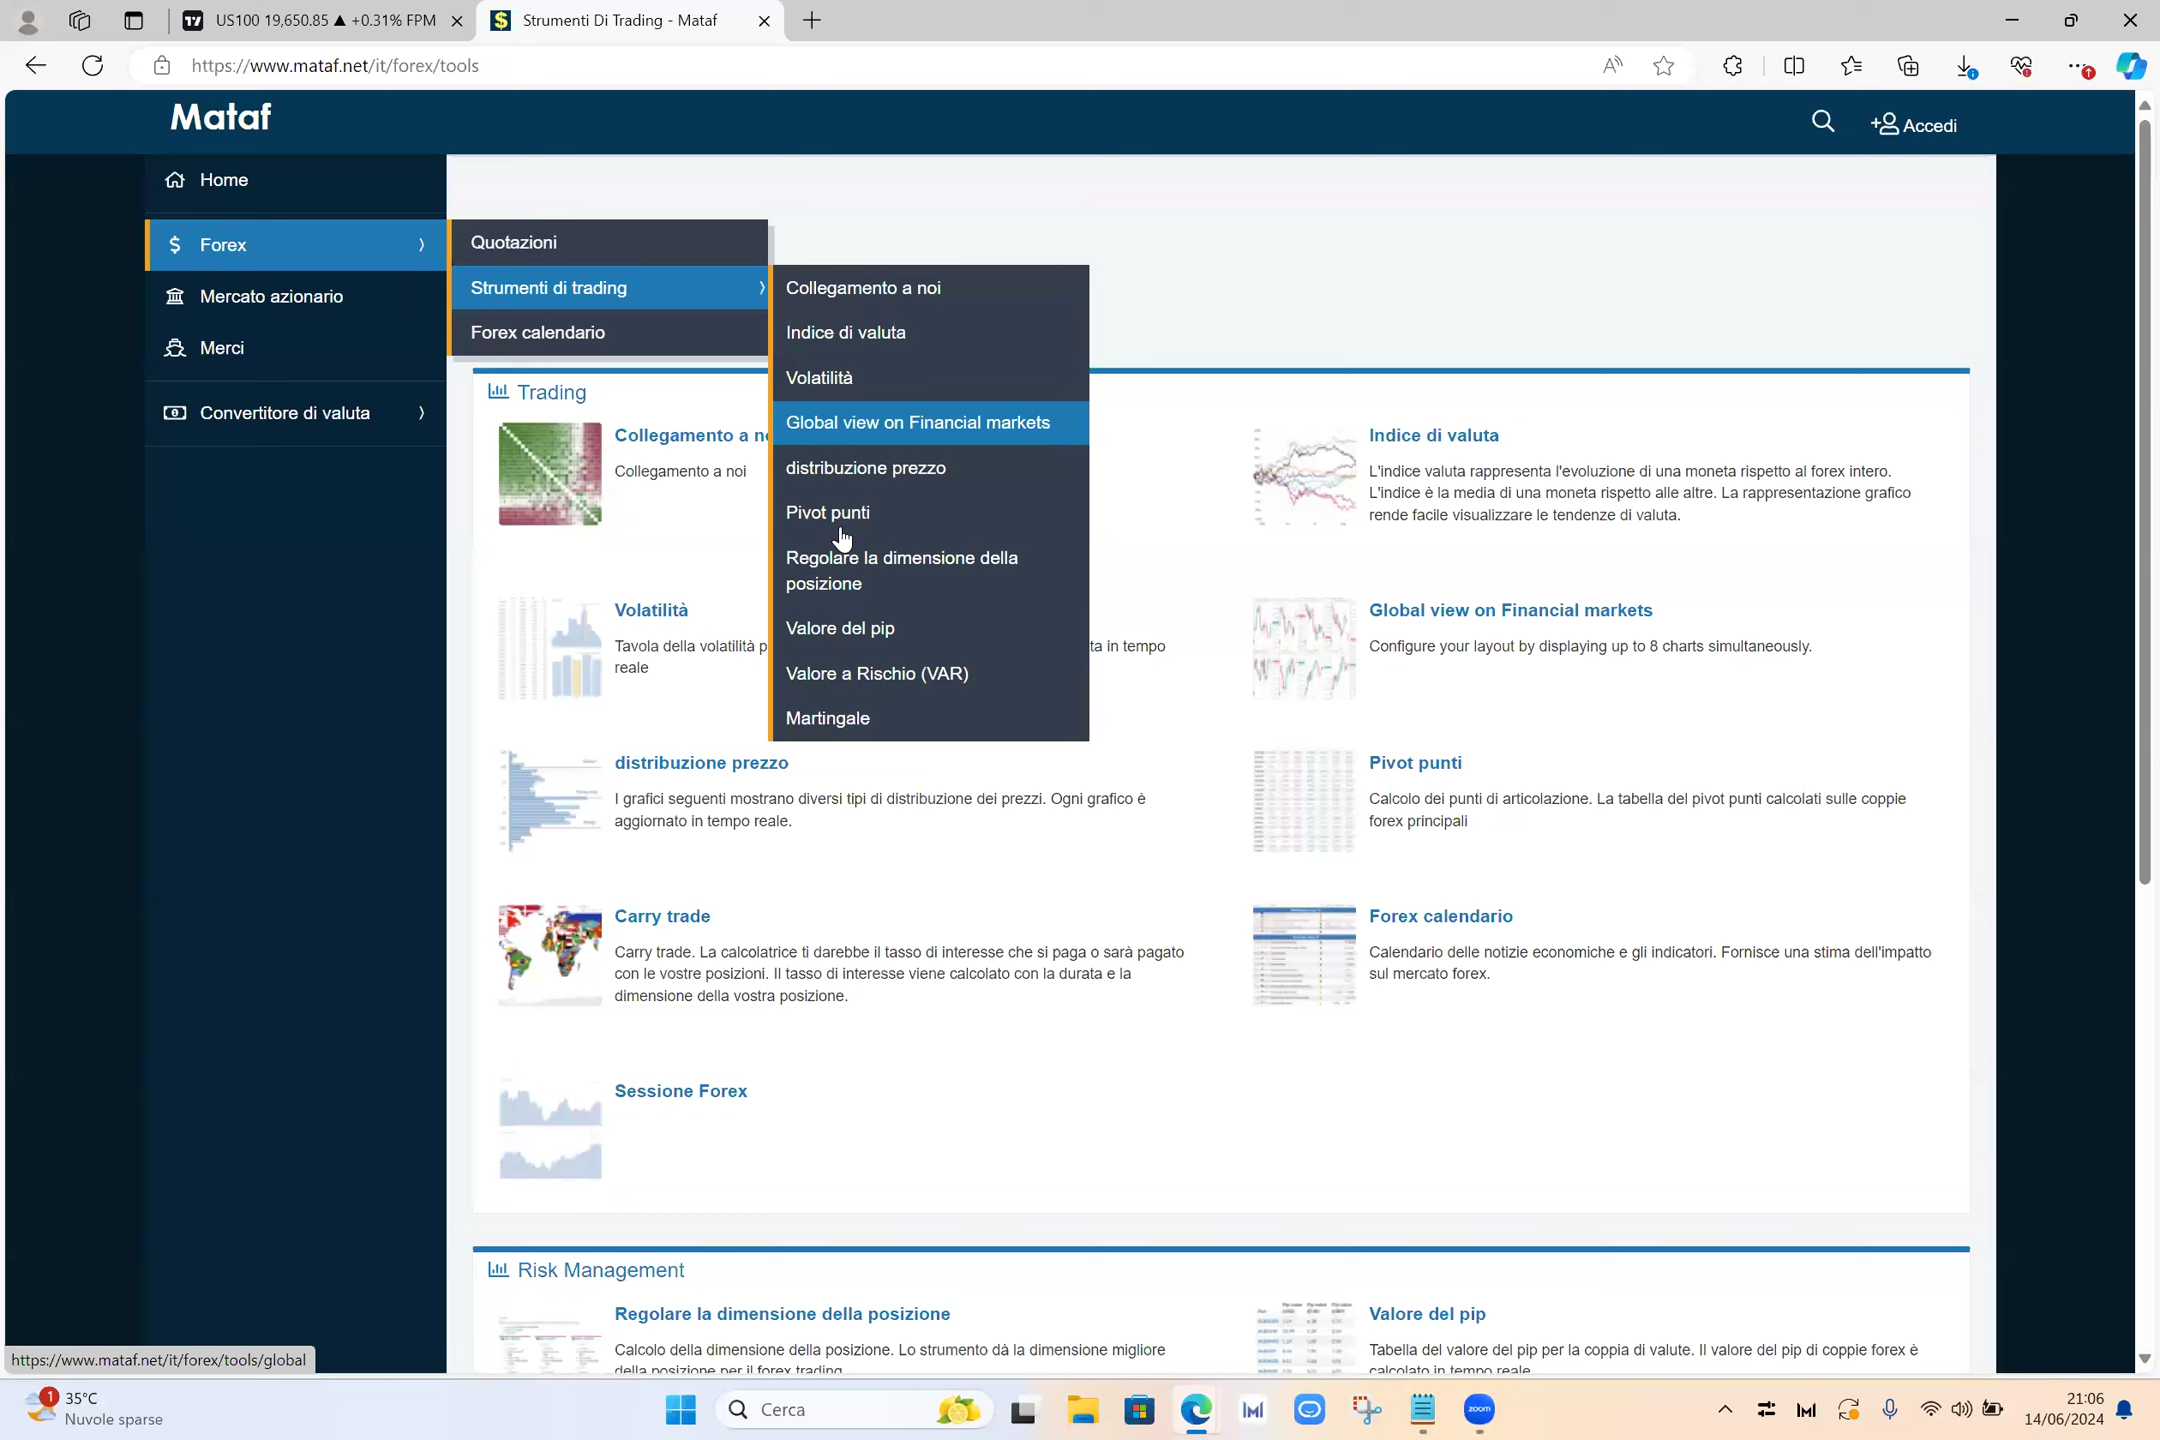 US100 19,650.85 ▲ +0.31% FPM
Strumenti Di Trading - Mataf
https://www.mataf.net/it/forex/tools
Mataf
Accedi
Home
Forex
Mercato azionario
Merci
Convertitore di valuta
Quotazioni
Strumenti di trading
Forex calendario
Collegamento a noi
Indice di valuta
Volatilità
Global view on Financial markets
distribuzione prezzo
Pivot punti
Regolare la dimensione della
posizione
Valore del pip
Valore a Rischio (VAR)
Martingale
Trading
Collegamento a
Collegamento a noi
Indice di valuta
L'indice valuta rappresenta l'evoluzione di una moneta rispetto al forex intero.
L'indice è la media di una moneta rispetto alle altre. La rappresentazione grafico
rende facile visualizzare le tendenze di valuta.
Volatilità
Tavola della volatilità p
ta in tempo
reale
Global view on Financial markets
Configure your layout by displaying up to 8 charts simultaneously.
distribuzione prezzo
I grafici seguenti mostrano diversi tipi di distribuzione dei prezzi. Ogni grafico è
aggiornato in tempo reale.
Pivot punti
Calcolo dei punti di articolazione. La tabella del pivot punti calcolati sulle coppie
forex principali
Carry trade
Carry trade. La calcolatrice ti darebbe il tasso di interesse che si paga o sarà pagato
con le vostre posizioni. Il tasso di interesse viene calcolato con la durata e la
dimensione della vostra posizione.
Forex calendario
Calendario delle notizie economiche e gli indicatori. Fornisce una stima dell'impatto
sul mercato forex.
Sessione Forex
Risk Management
Regolare la dimensione della posizione
Calcolo della dimensione della posizione. Lo strumento dà la dimensione migliore
della posizione per il forex trading
Valore del pip
Tabella del valore del pip per la coppia di valute. Il valore del pip di coppie forex è
calcolato in tempo reale
https://www.mataf.net/it/forex/tools/global
1
35°C
Nuvole sparse
Cerca
zoom
21:06
14/06/2024